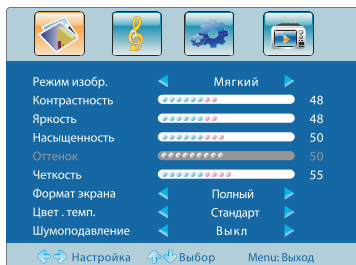 Режим изобр. Мягкий
Контрастность 48
Яркость 48
Насыщенность 50
Оттенок 50
Четкость 55
Формат экрана Полный
Цвет . темп. Стандарт
Шумоподавление Выкл
Настройка Выбор Menu: Выход